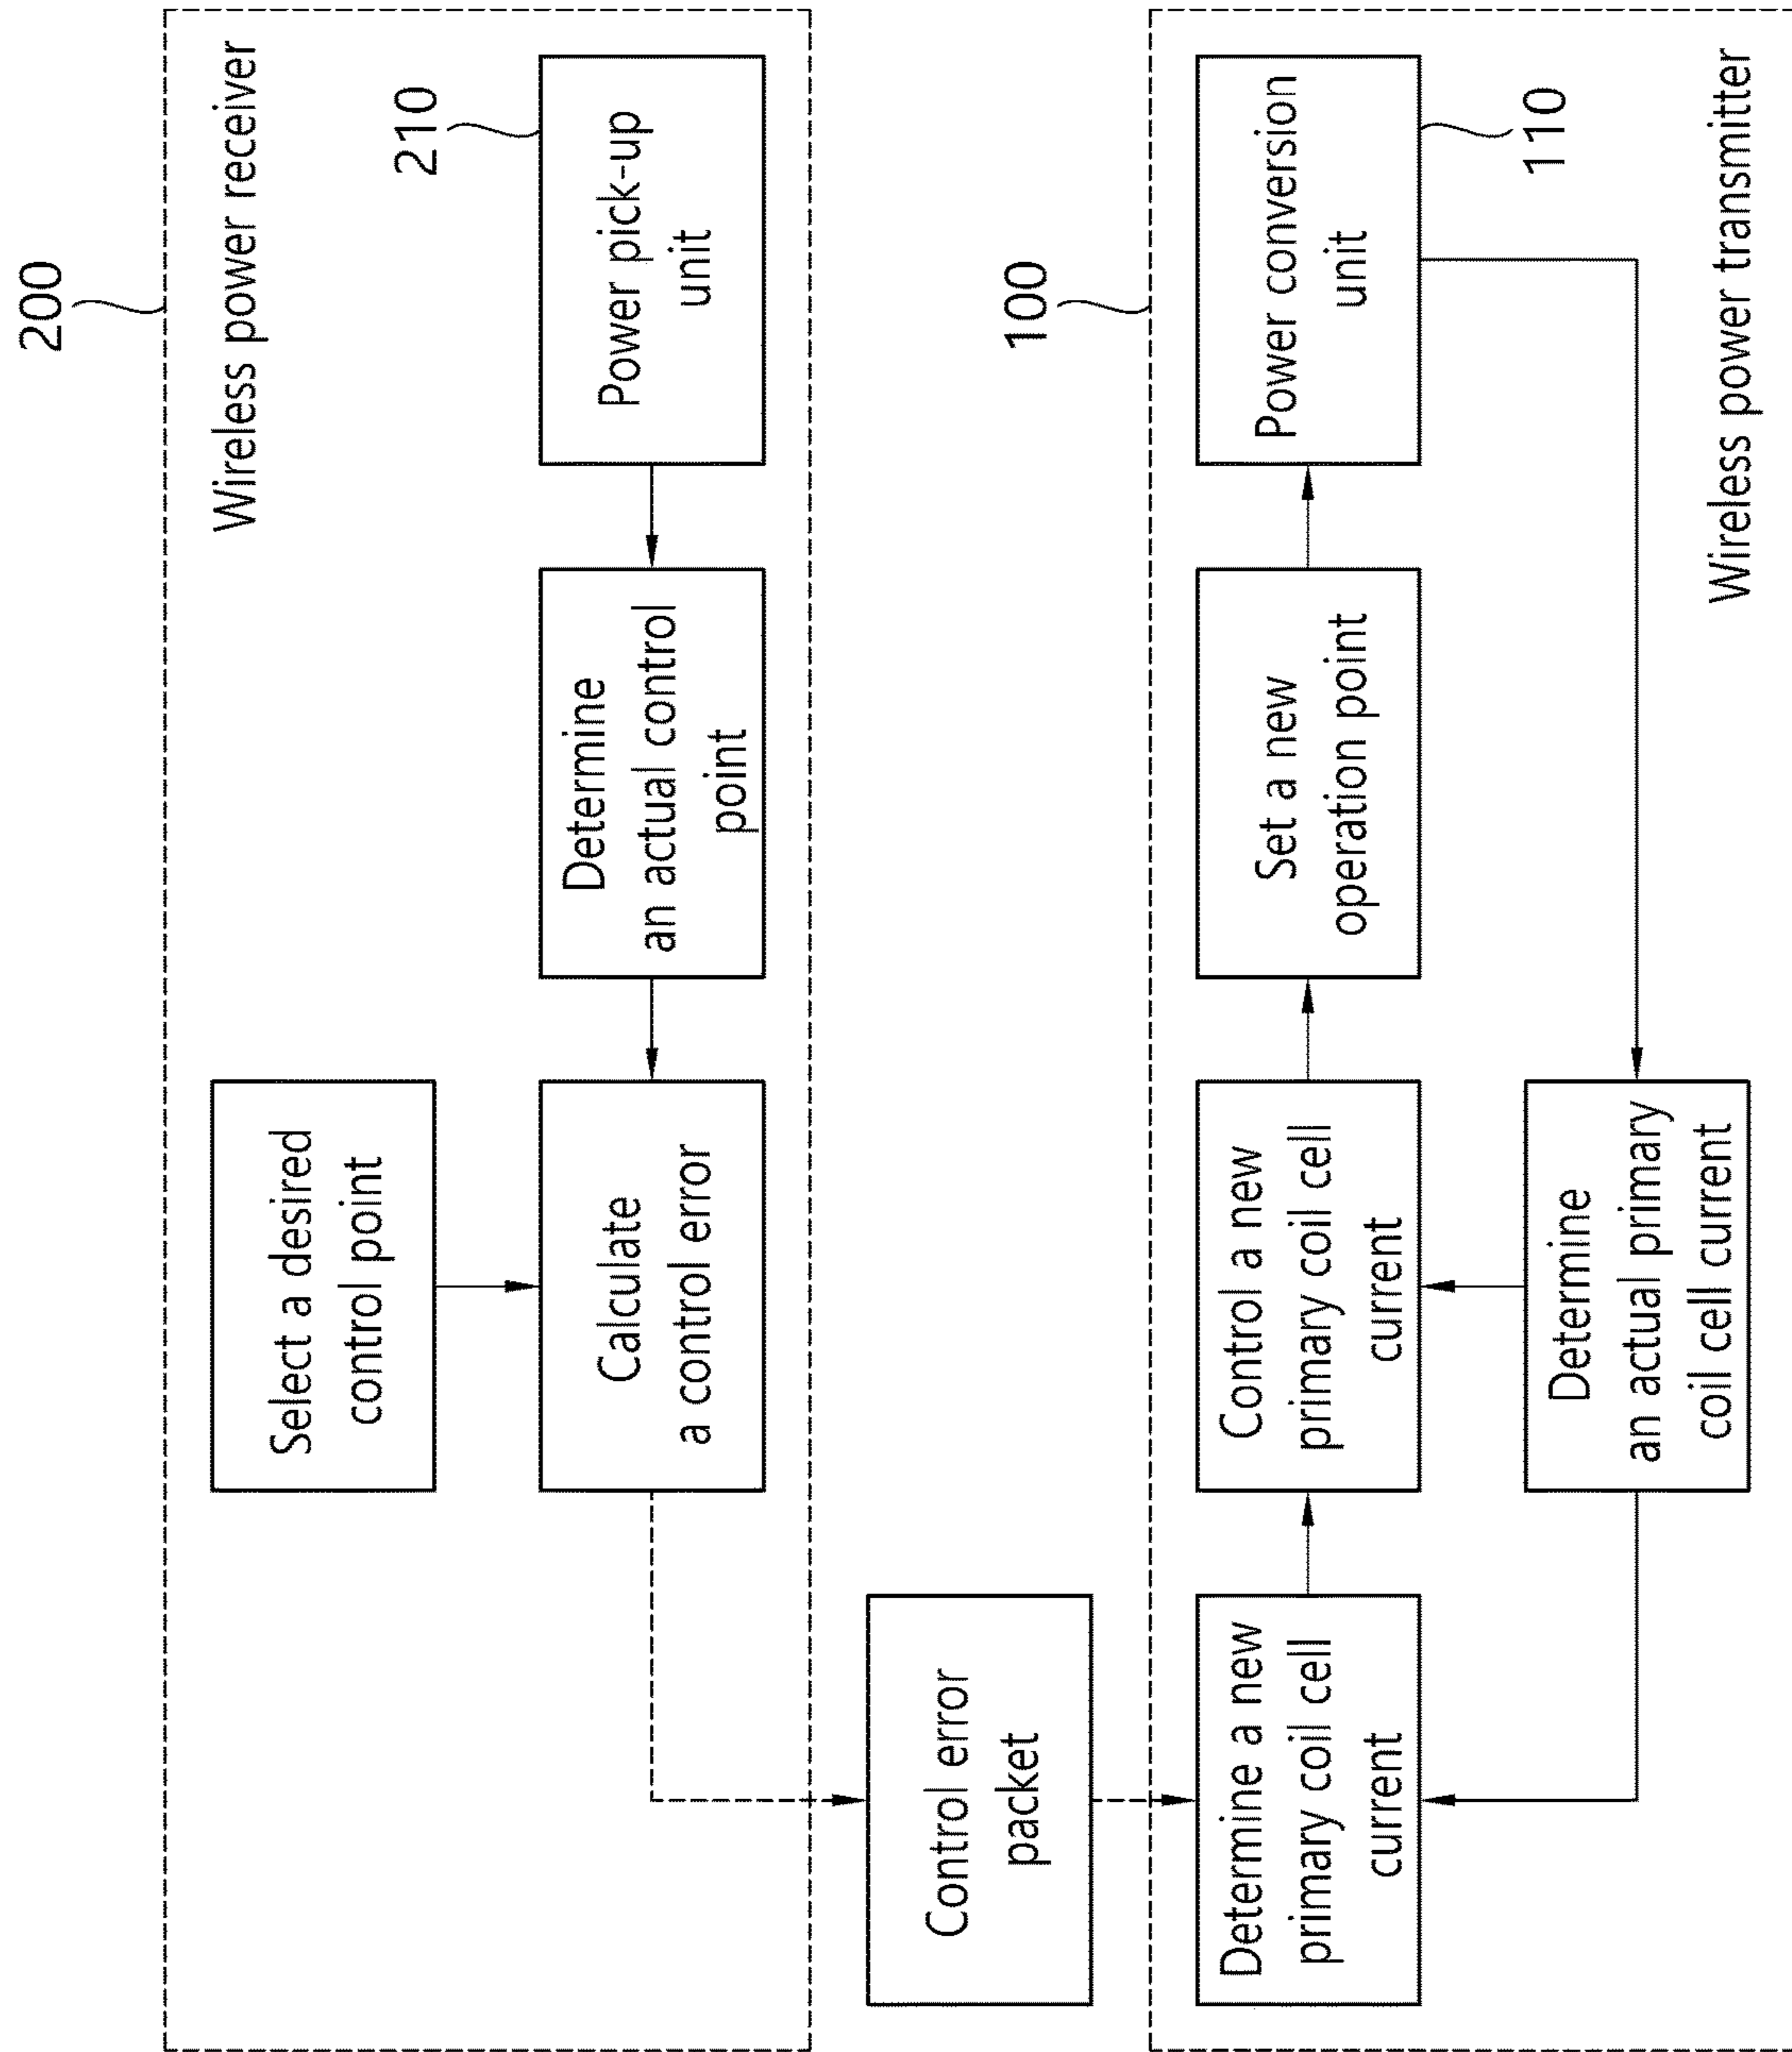 200
Wireless power receiver
210
Select a desired
control point
Calculate
a control error
Determine
an actual control
point
Power pick-up
unit
Control error
packet
100
Determine a new
primary coil cell
current
Control a new
primary coil cell
current
Set a new
operation point
Power conversion
unit
110
Determine
an actual primary
coil cell current
Wireless power transmitter